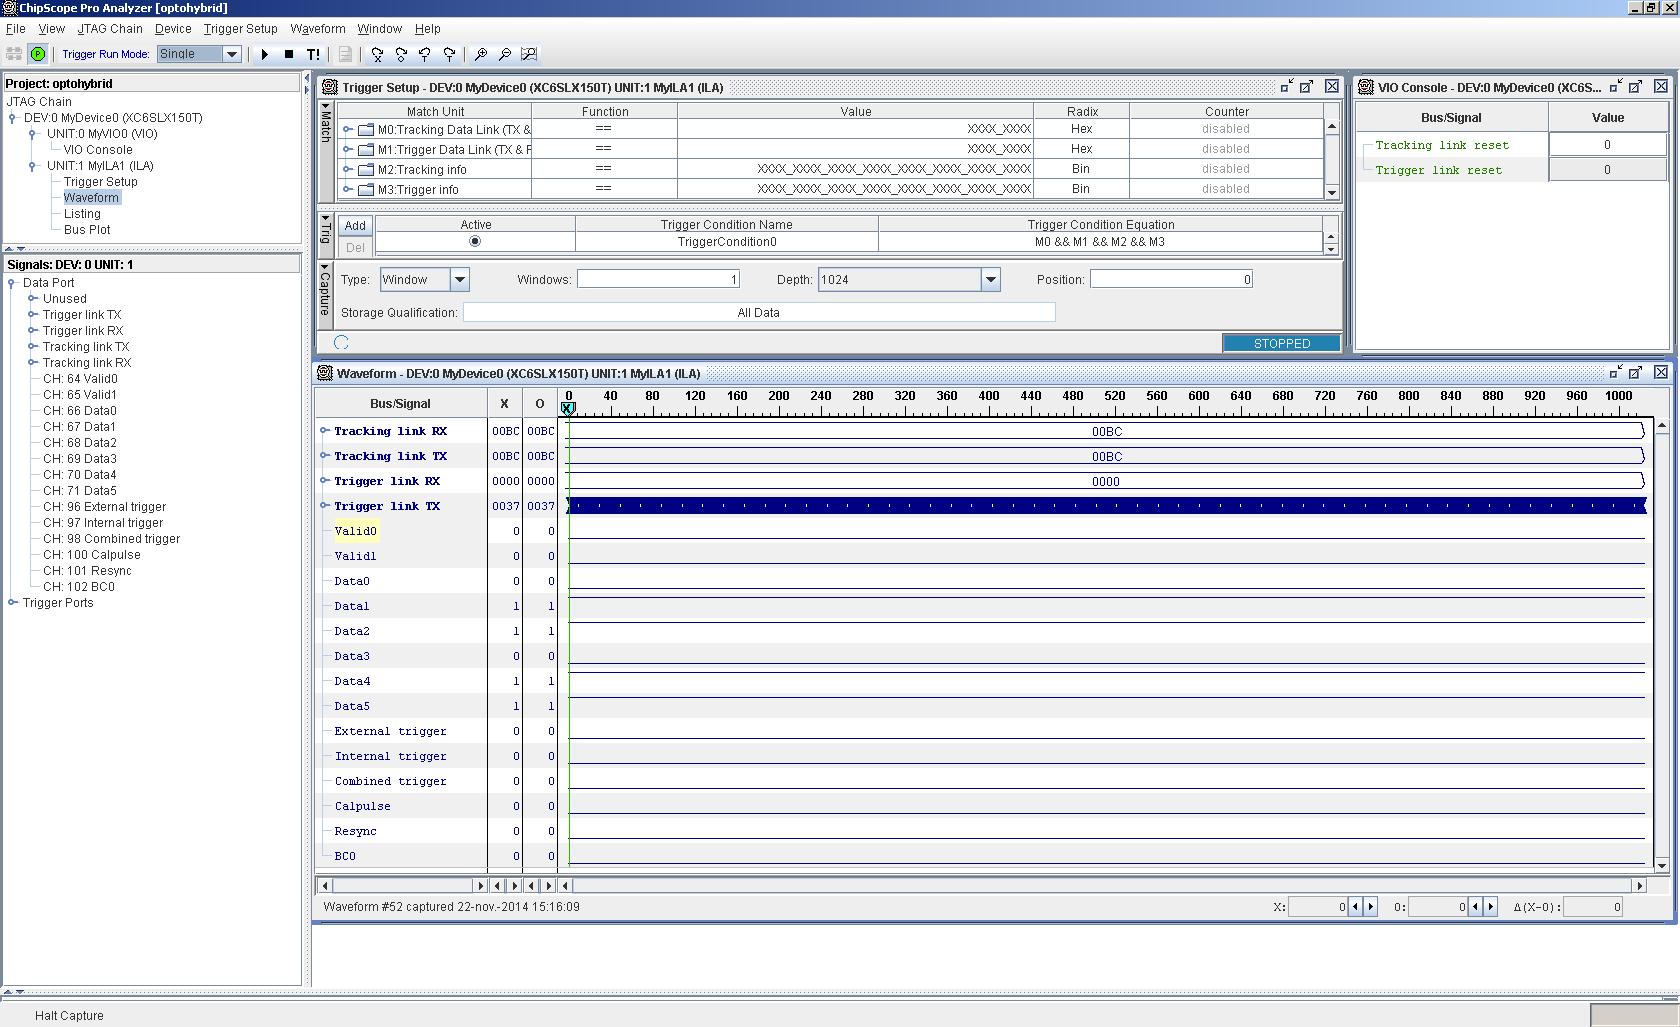 ChipScope Pro Analyzer [optohybrid]
File View JTAG Chain Device Trigger Setup Waveform Window Help
Trigger Run Mode: Single T!
Project: optohybrid
JTAG Chain
DEV:0 MyDevice0 (XC6SLX150T)
UNIT:0 MyVIO0 (VIO)
VIO Console
UNIT:1 MyILA1 (ILA)
Trigger Setup
Waveform
Listing
Bus Plot
Signals: DEV: 0 UNIT: 1
Data Port
Unused
Trigger link TX
Trigger link RX
Tracking link TX
Tracking link RX
CH: 64 Valid0
CH: 65 Valid1
CH: 66 Data0
CH: 67 Data1
CH: 68 Data2
CH: 69 Data3
CH: 70 Data4
CH: 71 Data5
CH: 96 External trigger
CH: 97 Internal trigger
CH: 98 Combined trigger
CH: 100 Calpulse
CH: 101 Resync
CH: 102 BC0
Trigger Ports
Trigger Setup - DEV:0 MyDevice0 (XC6SLX150T) UNIT:1 MyILA1 (ILA)
Match
Match Unit Function Value Radix Counter
M0:Tracking Data Link (TX & == XXXX_XXXX Hex disabled
M1:Trigger Data Link (TX & F == XXXX_XXXX Hex disabled
M2:Tracking info == XXXX_XXXX_XXXX_XXXX_XXXX_XXXX_XXXX_XXXX Bin disabled
M3:Trigger info == XXXX_XXXX_XXXX_XXXX_XXXX_XXXX_XXXX_XXXX Bin disabled
Trig
Add Active Trigger Condition Name Trigger Condition Equation
Del TriggerCondition0 M0 && M1 && M2 && M3
Capture
Type: Window Windows: 1 Depth: 1024 Position: 0
Storage Qualification: All Data
STOPPED
VIO Console - DEV:0 MyDevice0 (XC6S...
Bus/Signal Value
Tracking link reset 0
Trigger link reset 0
Waveform - DEV:0 MyDevice0 (XC6SLX150T) UNIT:1 MyILA1 (ILA)
Bus/Signal X O 0 40 80 120 160 200 240 280 320 360 400 440 480 520 560 600 640 680 720 760 800 840 880 920 960 1000
X
Tracking link RX 00BC 00BC 00BC
Tracking link TX 00BC 00BC 00BC
Trigger link RX 0000 0000 0000
Trigger link TX 0037 0037
Valid0 0 0
Valid1 0 0
Data0 0 0
Data1 1 1
Data2 1 1
Data3 0 0
Data4 1 1
Data5 1 1
External trigger 0 0
Internal trigger 0 0
Combined trigger 0 0
Calpulse 0 0
Resync 0 0
BC0 0 0
Waveform #52 captured 22-nov.-2014 15:16:09 X: 0 O: 0 Δ(X-O): 0
Halt Capture